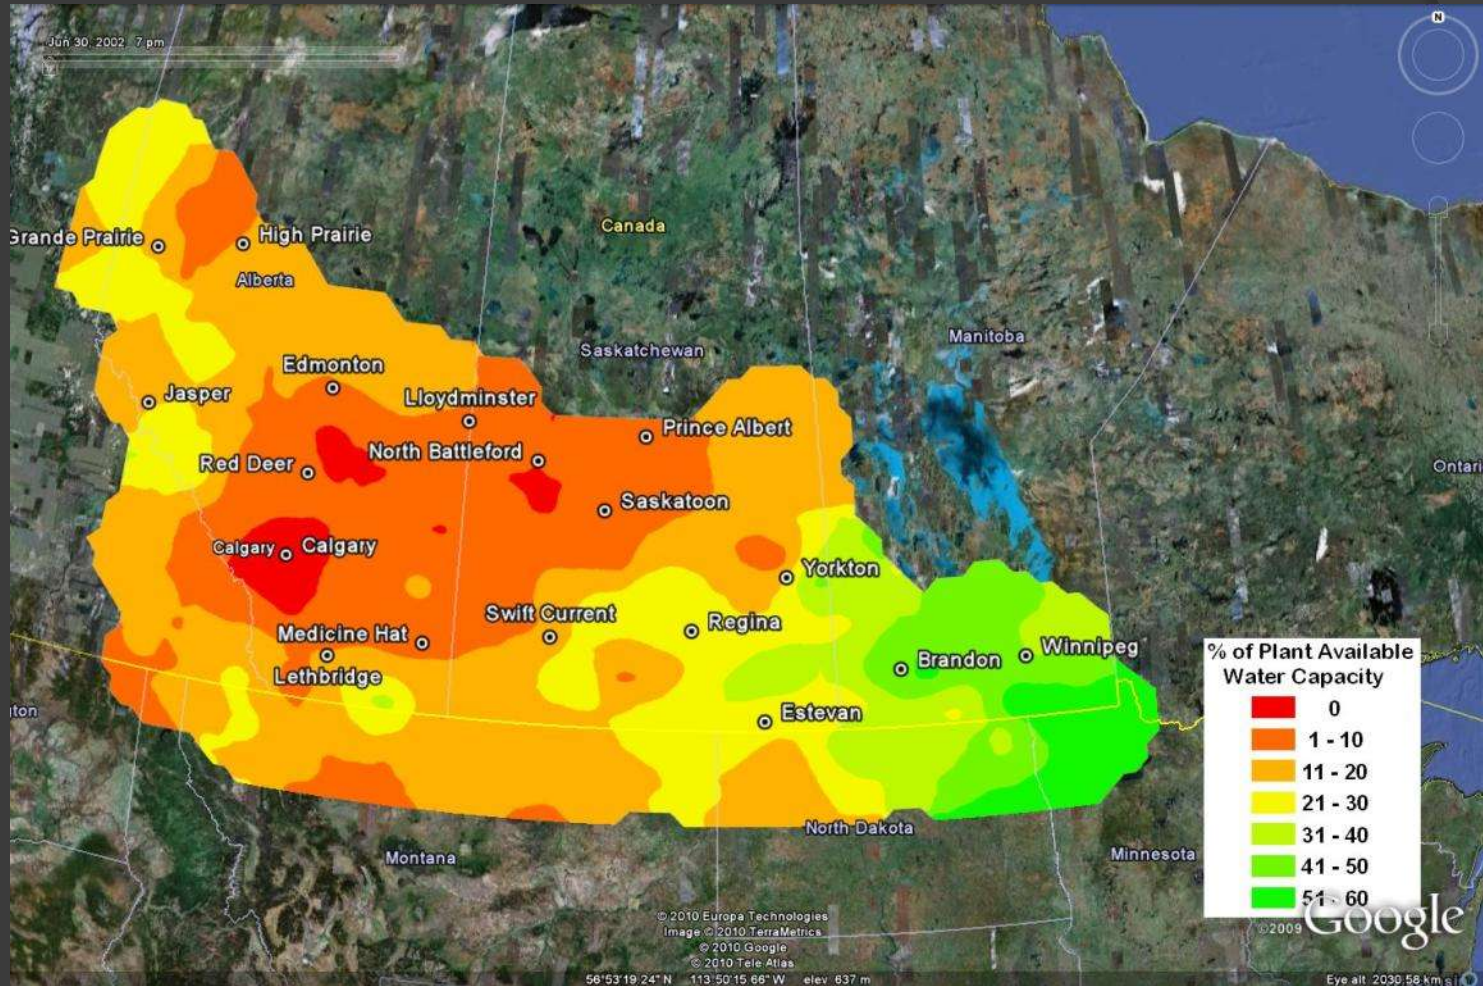 Jun 30, 2002 7 pm
N
Canada
Grande Prairie
High Prairie
Alberta
Manitoba
Saskatchewan
Edmonton
Jasper
Lloydminster
Prince Albert
North Battleford
Red Deer
Ontari
Saskatoon
Calgary
Calgary
Yorkton
Swift Current
Regina
Medicine Hat
Winnipeg
Brandon
Lethbridge
Estevan
ton
% of Plant Available
Water Capacity
0
1 - 10
11 - 20
21 - 30
31 - 40
41 - 50
51 - 60
North Dakota
Montana
Minnesota
© 2010 Europa Technologies
Image © 2010 TerraMetrics
© 2010 Google
© 2010 Tele Atlas
©2009 Google
56°53'19.24" N 113°50'15.66" W elev 637 m
Eye alt 2030.58 km